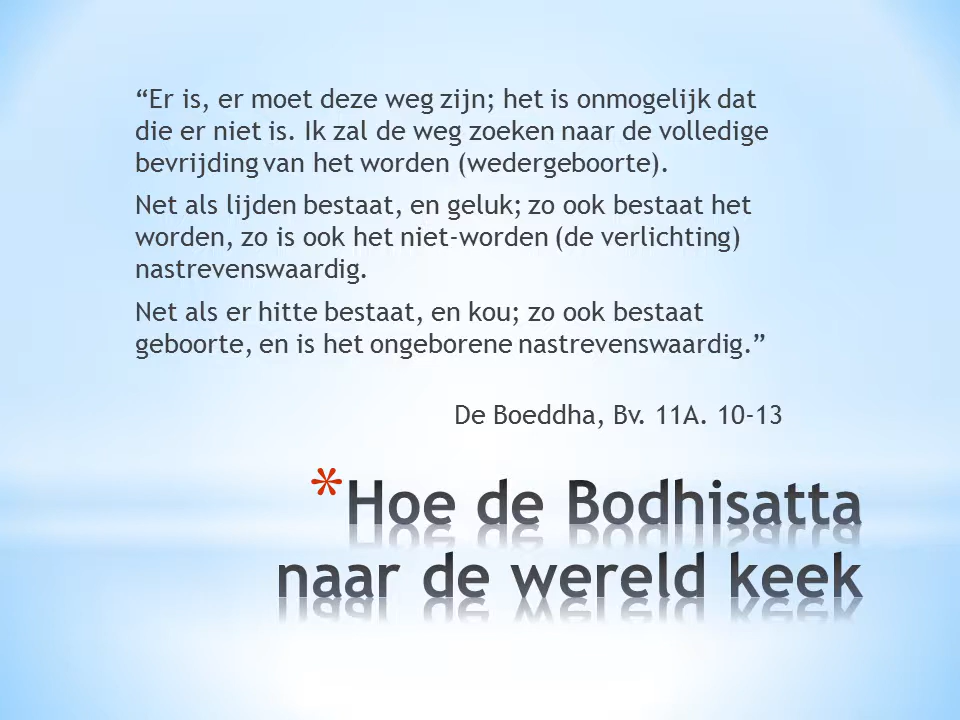 “Er is, er moet deze weg zijn; het is onmogelijk dat
die er niet is. Ik zal de weg zoeken naar de volledige
bevrijding van het worden (wedergeboorte).
Net als lijden bestaat, en geluk; zo ook bestaat het
worden, zo is ook het niet-worden (de verlichting)
nastrevenswaardig.
Net als er hitte bestaat, en kou; zo ook bestaat
geboorte, en is het ongeborene nastrevenswaardig.”
De Boeddha, Bv. 11A. 10-13
*Hoe de Bodhisatta
naar de wereld keek